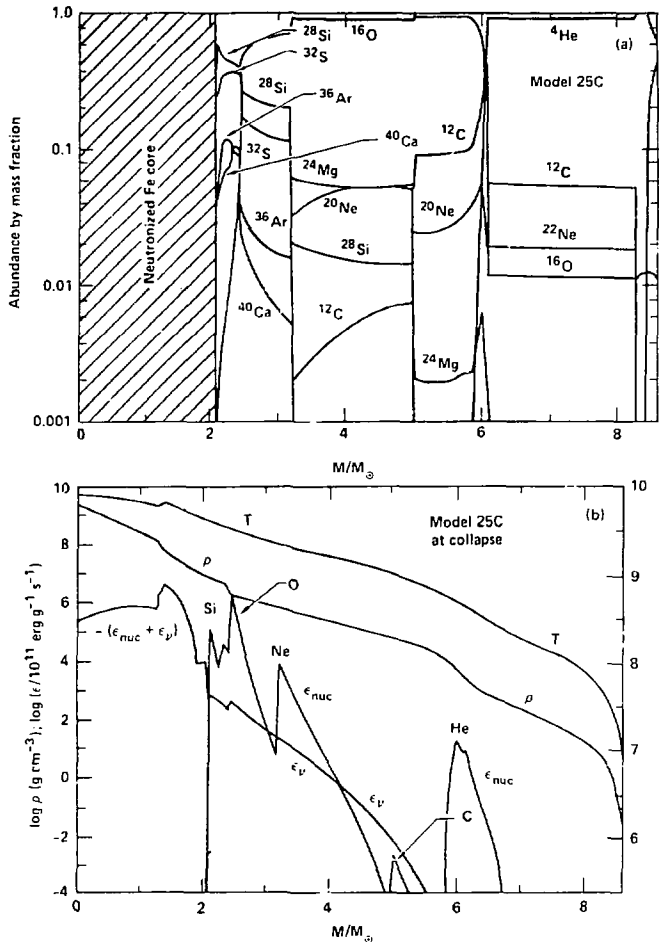 1.0
28Si
16O
4He
(a)
32S
Model 25C
28Si
36Ar
40Ca
12C
0.1
32S
24Mg
12C
20Ne
20Ne
36Ar
22Ne
28Si
16O
0.01
40Ca
12C
24Mg
0.001
Abundance by mass fraction
Neutronized Fe core
0 2 4 6 8
M/M☉
10
10
T
Model 25C
(b)
at collapse
8
ρ
O
9
6
Si
− (εnuc + εν)
Ne
4
εnuc
T
8
2
He
ρ
7
εν
εν
εnuc
0
C
-2
6
-4
log ρ (g cm⁻³); log (ε/10¹¹ erg g⁻¹ s⁻¹)
0 2 4 6 8
M/M☉